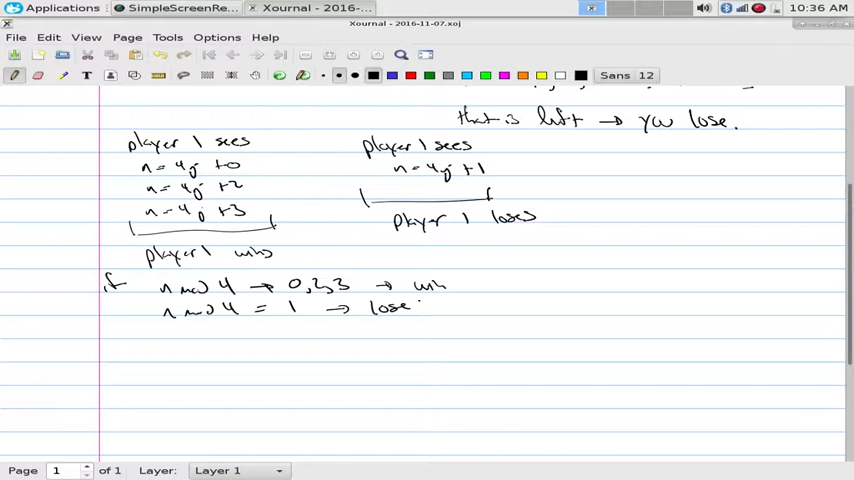 Applications SimpleScreenRe... Xournal - 2016-11-07.... 10:36 AM
Xournal - 2016-11-07.xoj
File Edit View Page Tools Options Help
T Sans 12
that is left → you lose.
player 1 sees
n = 4j + 0
n = 4j + 2
n = 4j + 3
player 1 wins
player 1 sees
n = 4j + 1
player 1 loses
if n mod 4 → 0, 2, 3 → win
n mod 4 = 1 → lose.
Page 1 of 1 Layer: Layer 1